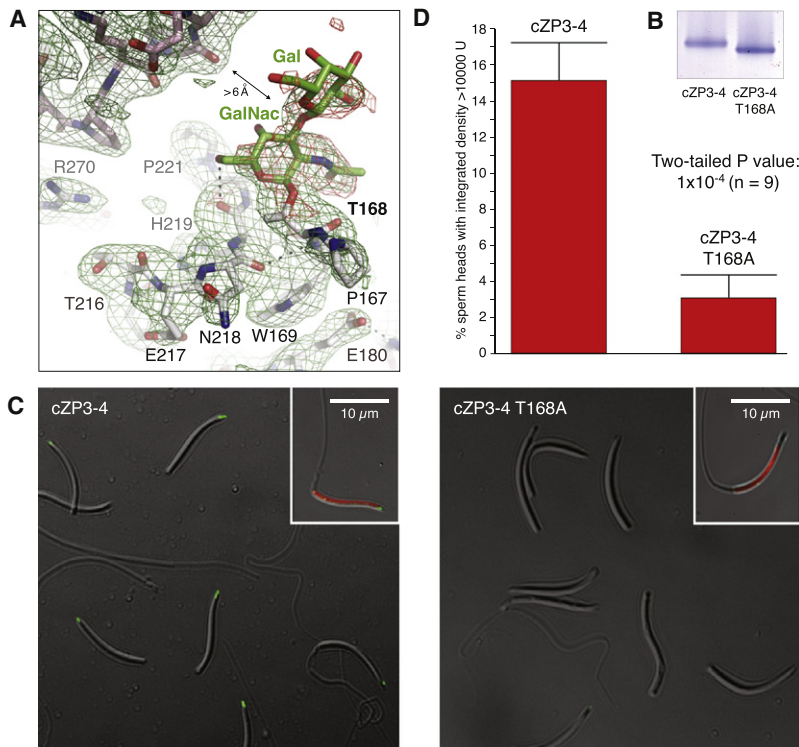 A
Gal
>6Å
GalNac
R270
P221
T168
H219
T216
P167
N218
W169
E217
E180
D
18
16
14
12
10
8
6
4
2
0
% sperm heads with integrated density >10000 U
cZP3-4
cZP3-4
T168A
Two-tailed P value:
1x10-4 (n = 9)
B
cZP3-4
cZP3-4
T168A
C
cZP3-4
10 µm
cZP3-4 T168A
10 µm